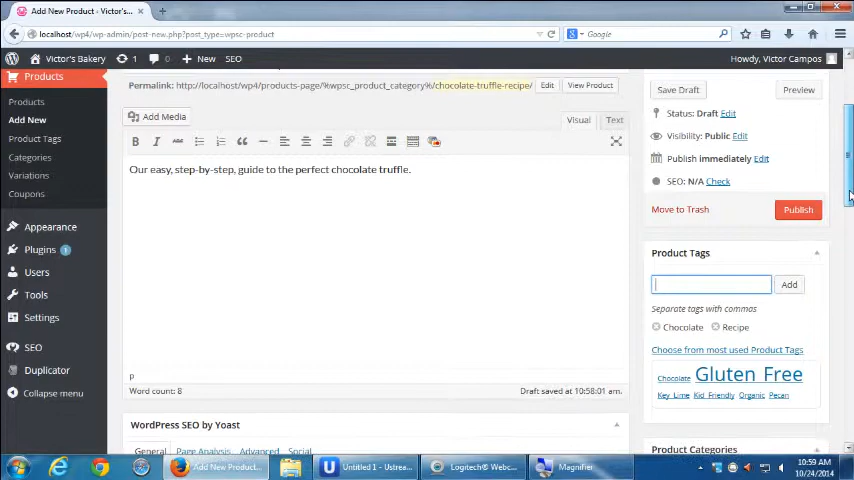 Add New Product ‹ Victor's... ×
localhost/wp4/wp-admin/post-new.php?post_type=wpsc-product
Google
Victor's Bakery 1 1 New SEO Howdy, Victor Campos
Products
Products
Add New
Product Tags
Categories
Variations
Coupons
Appearance
Plugins 1
Users
Tools
Settings
SEO
Duplicator
Collapse menu
Permalink: http://localhost/wp4/products-page/%wpsc_product_category%/chocolate-truffle-recipe/ Edit View Product
Add Media
Visual Text
B I ABC
Our easy, step-by-step, guide to the perfect chocolate truffle.
p
Word count: 8 Draft saved at 10:58:01 am.
WordPress SEO by Yoast
General Page Analysis Advanced Social
Save Draft Preview
Status: Draft Edit
Visibility: Public Edit
Publish immediately Edit
SEO: N/A Check
Move to Trash Publish
Product Tags
Add
Separate tags with commas
Chocolate Recipe
Choose from most used Product Tags
Chocolate Gluten Free
Key Lime Kid Friendly Organic Pecan
Product Categories
Add New Product... Untitled 1 - Ustrea... Logitech® Webc... Magnifier
10:59 AM
10/24/2014